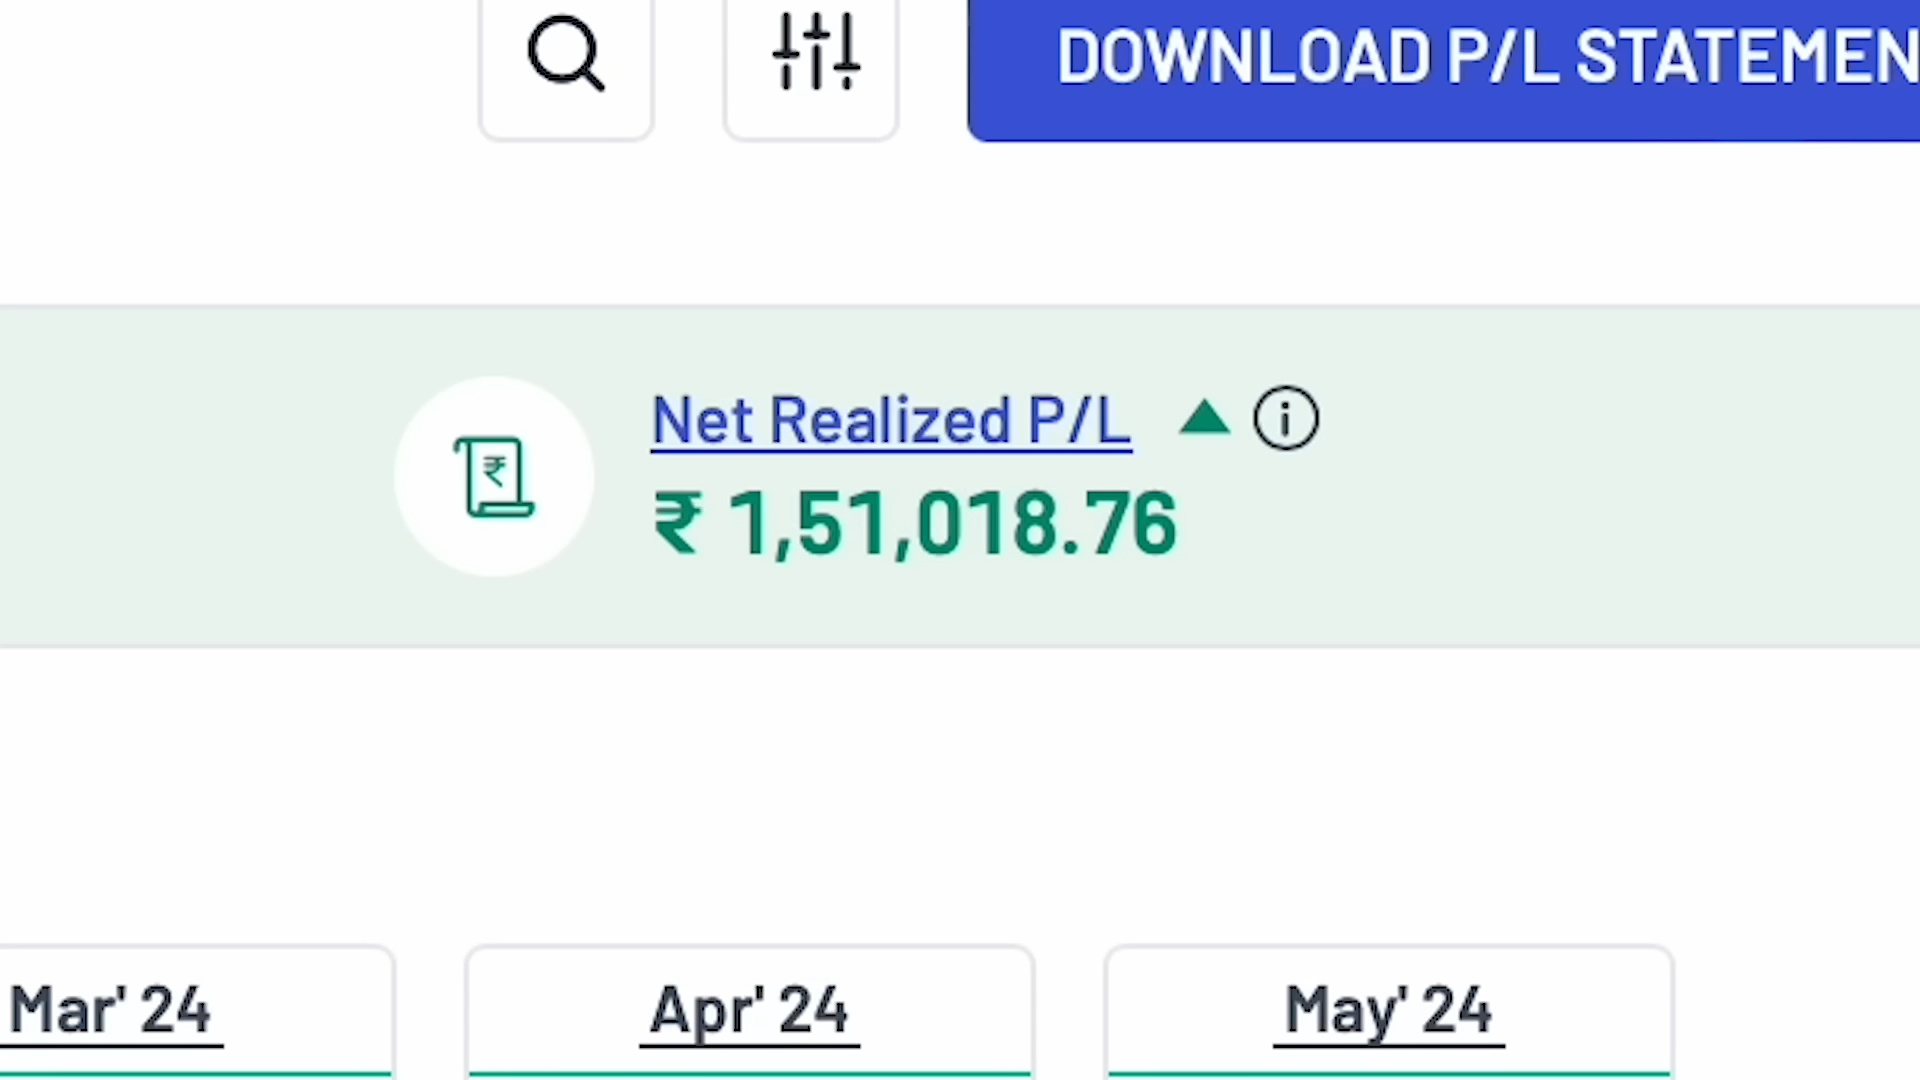 DOWNLOAD P/L STATEMEN
Net Realized P/L
₹ 1,51,018.76
Mar' 24
Apr' 24
May' 24